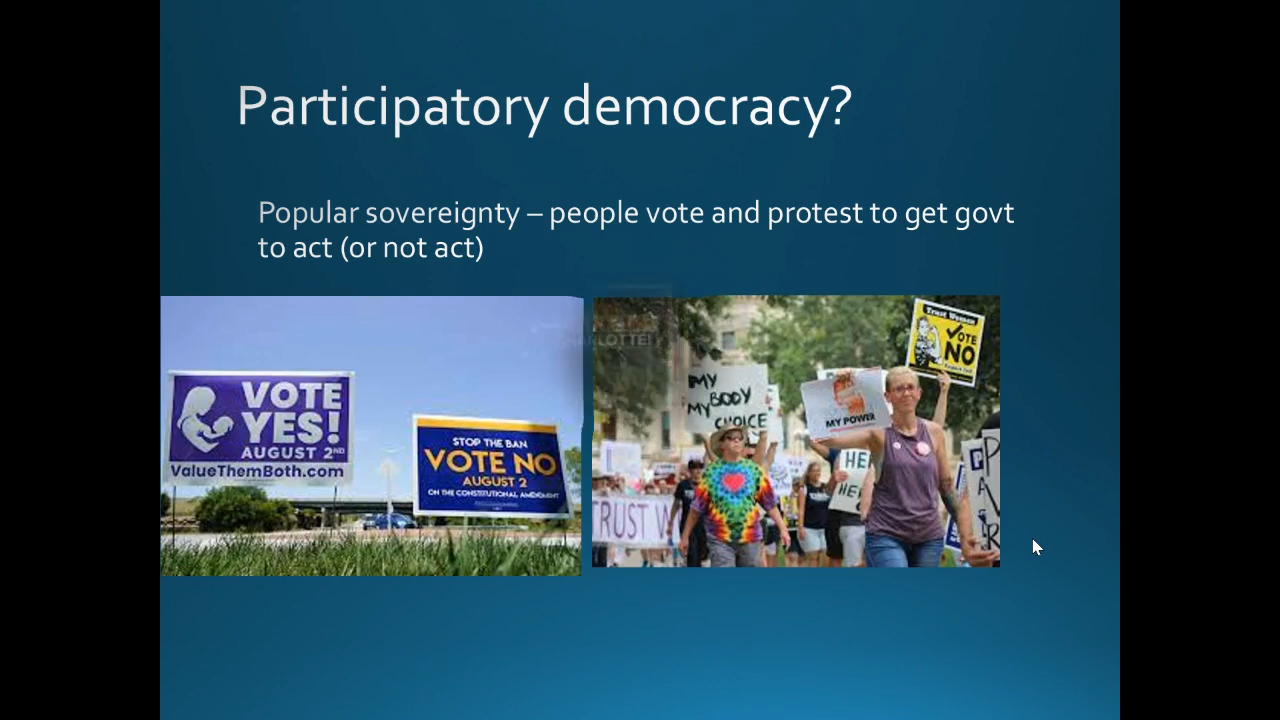 Participatory democracy?
Popular sovereignty – people vote and protest to get govt
to act (or not act)
VOTE
YES!
AUGUST 2ND
ValueThemBoth.com
STOP THE BAN
VOTE NO
AUGUST 2
ON THE CONSTITUTIONAL AMENDMENT
MY
MY BODY
CHOICE
MY POWER
Trust Women
VOTE
NO
HE
HE
TRUST W